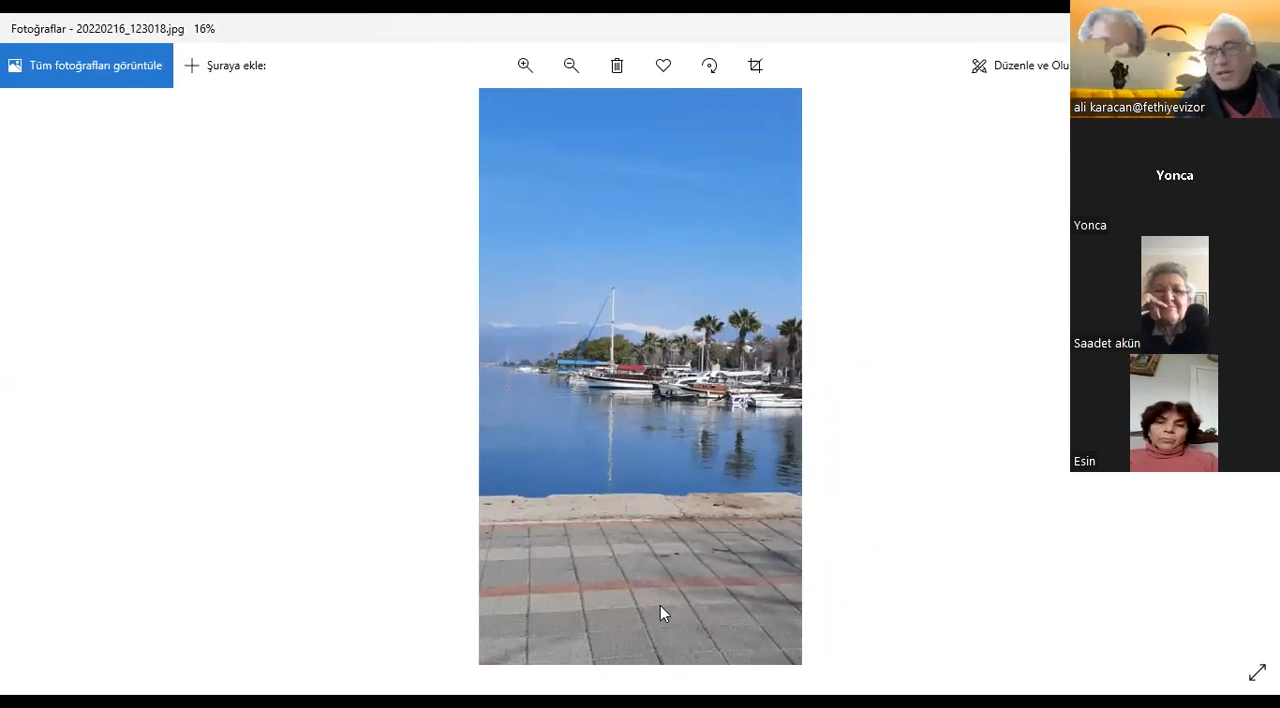 Fotoğraflar - 20220216_123018.jpg 16%
Tüm fotoğrafları görüntüle
Şuraya ekle:
Düzenle ve Olu
ali karacan@fethiyevizor
Yonca
Yonca
Saadet akün
Esin